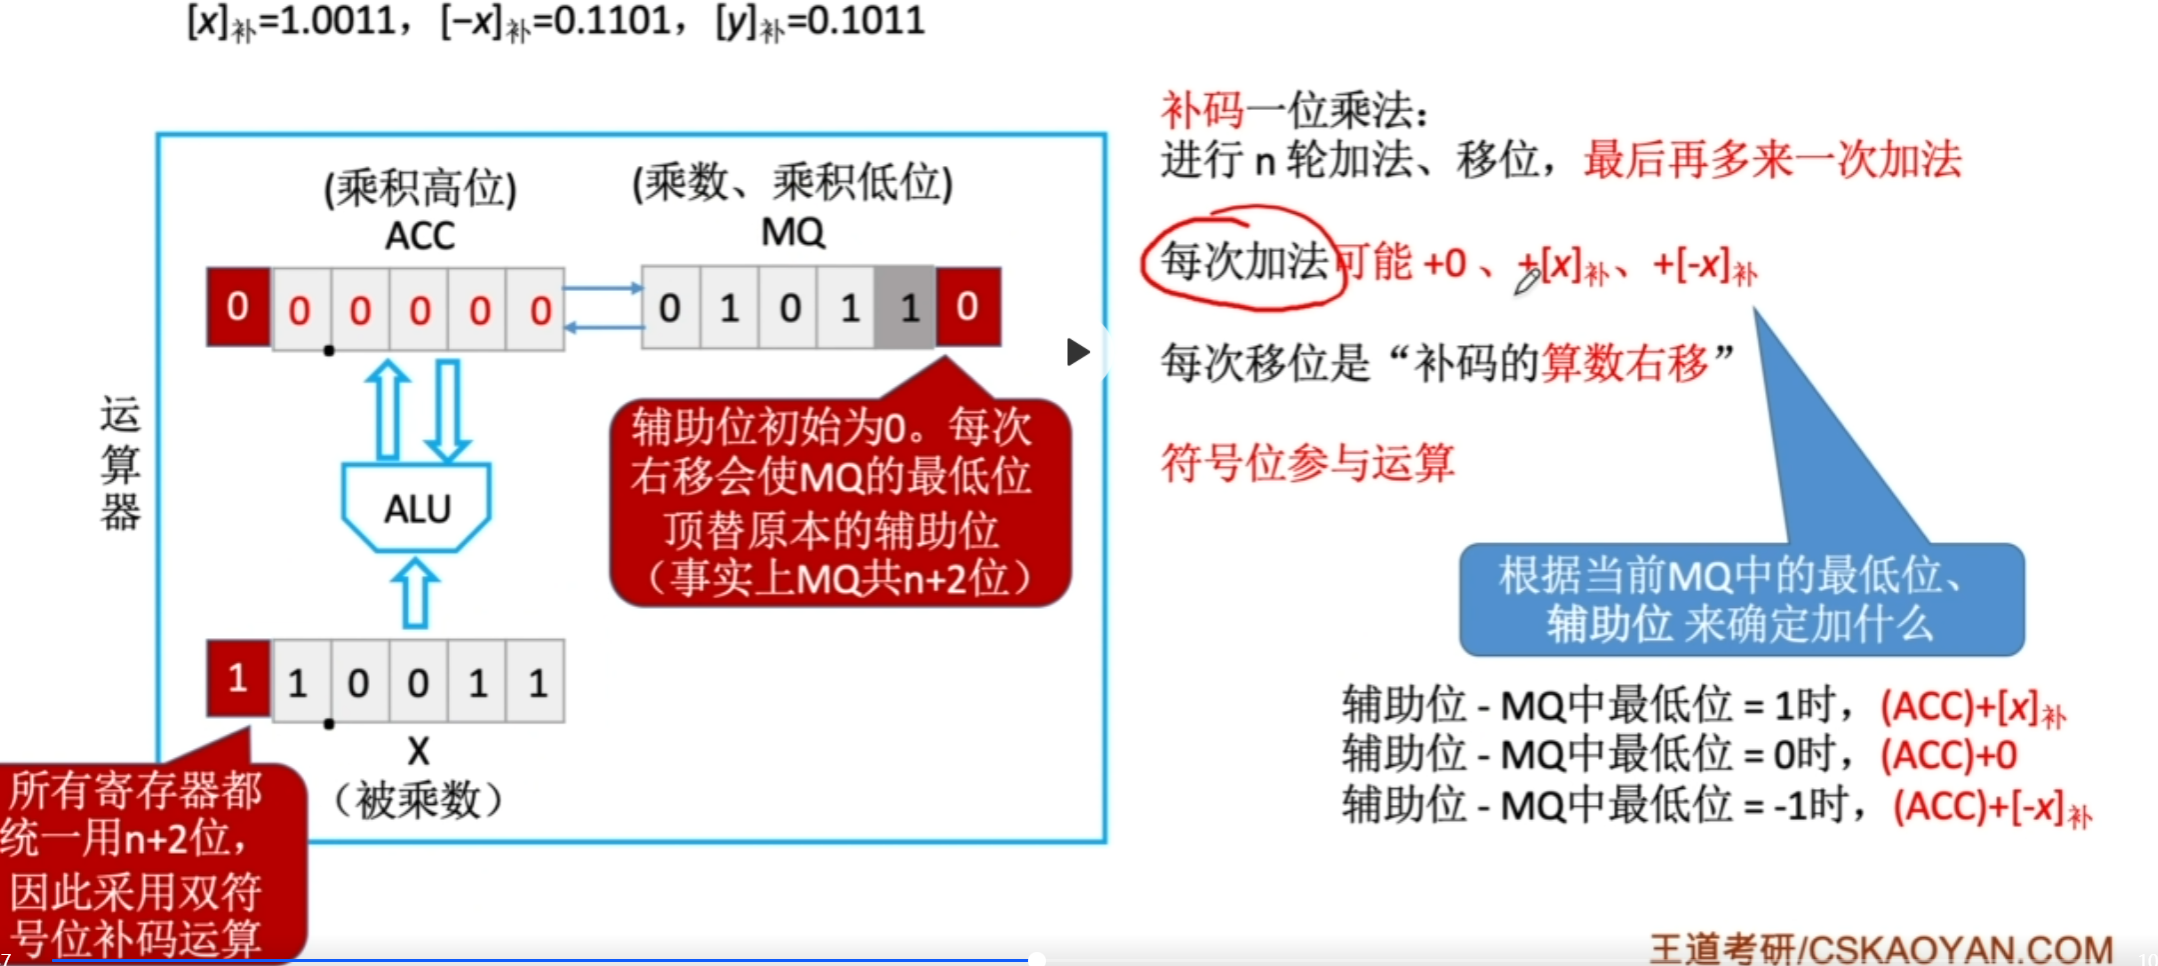 [x]补=1.0011，[−x]补=0.1101，[y]补=0.1011
补码一位乘法：
进行 n 轮加法、移位，最后再多来一次加法
(乘积高位)
ACC
(乘数、乘积低位)
MQ
0 0 0 0 0 0
0 1 0 1 1 0
每次加法可能 +0 、+[x]补、+[-x]补
每次移位是“补码的算数右移”
符号位参与运算
运算器
ALU
辅助位初始为0。每次
右移会使MQ的最低位
顶替原本的辅助位
（事实上MQ共n+2位）
根据当前MQ中的最低位、
辅助位 来确定加什么
1 1 0 0 1 1
X
（被乘数）
所有寄存器都
统一用n+2位，
因此采用双符
号位补码运算
辅助位 - MQ中最低位 = 1时，(ACC)+[x]补
辅助位 - MQ中最低位 = 0时，(ACC)+0
辅助位 - MQ中最低位 = -1时，(ACC)+[-x]补
王道考研/CSKAOYAN.COM